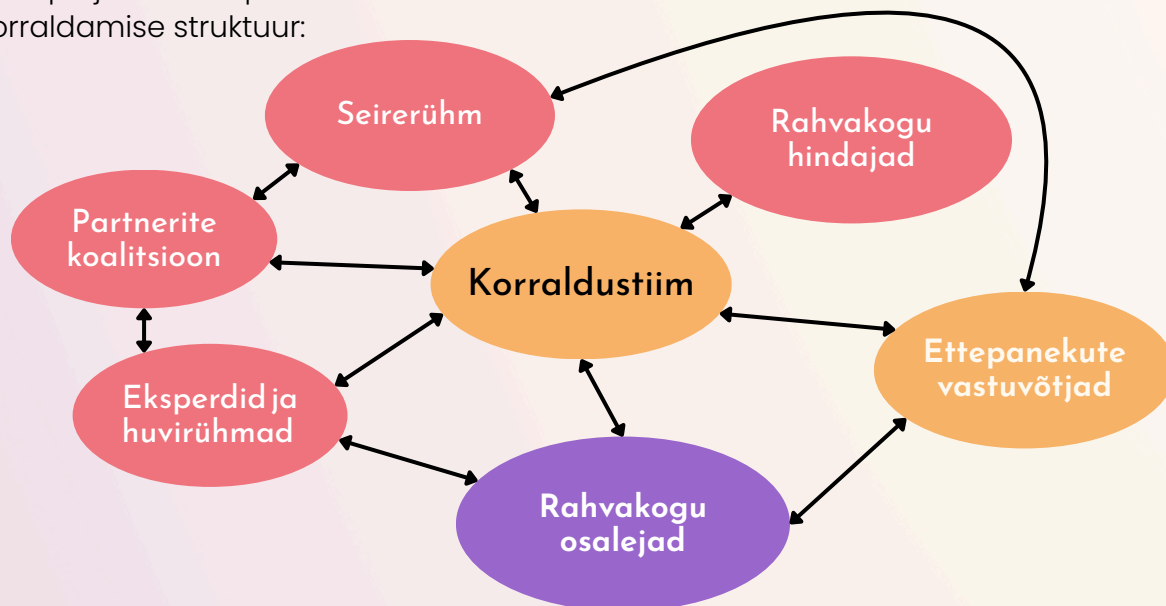 orraldamise struktuur:
Seirerühm
Rahvakogu
hindajad
Partnerite
koalitsioon
Korraldustiim
Ettepanekute
vastuvõtjad
Eksperdid ja
huvirühmad
Rahvakogu
osalejad